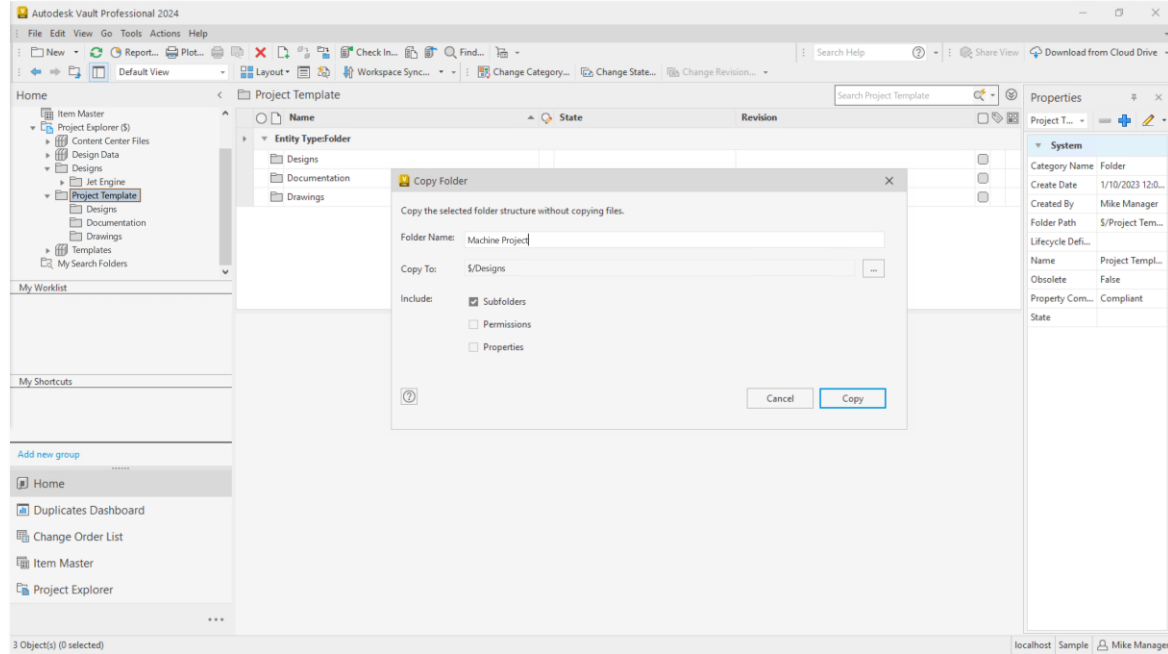 Autodesk Vault Professional 2024
File Edit View Go Tools Actions Help
New Report... Plot... Check In... Find... Search Help Share View Download from Cloud Drive
Default View Layout Workspace Sync... Change Category... Change State... Change Revision...
Home
Item Master
Project Explorer ($)
Content Center Files
Design Data
Designs
Jet Engine
Project Template
Designs
Documentation
Drawings
Templates
My Search Folders
My Worklist
My Shortcuts
Add new group
Home
Duplicates Dashboard
Change Order List
Item Master
Project Explorer
Project Template Search Project Template
Name State Revision
Entity Type:Folder
Designs
Documentation
Drawings
Copy Folder
Copy the selected folder structure without copying files.
Folder Name: Machine Project
Copy To: $/Designs ...
Include: Subfolders
Permissions
Properties
Cancel Copy
Properties
Project T...
System
Category Name Folder
Create Date 1/10/2023 12:0...
Created By Mike Manager
Folder Path $/Project Tem...
Lifecycle Defi...
Name Project Templ...
Obsolete False
Property Com... Compliant
State
3 Object(s) (0 selected) localhost Sample Mike Manager